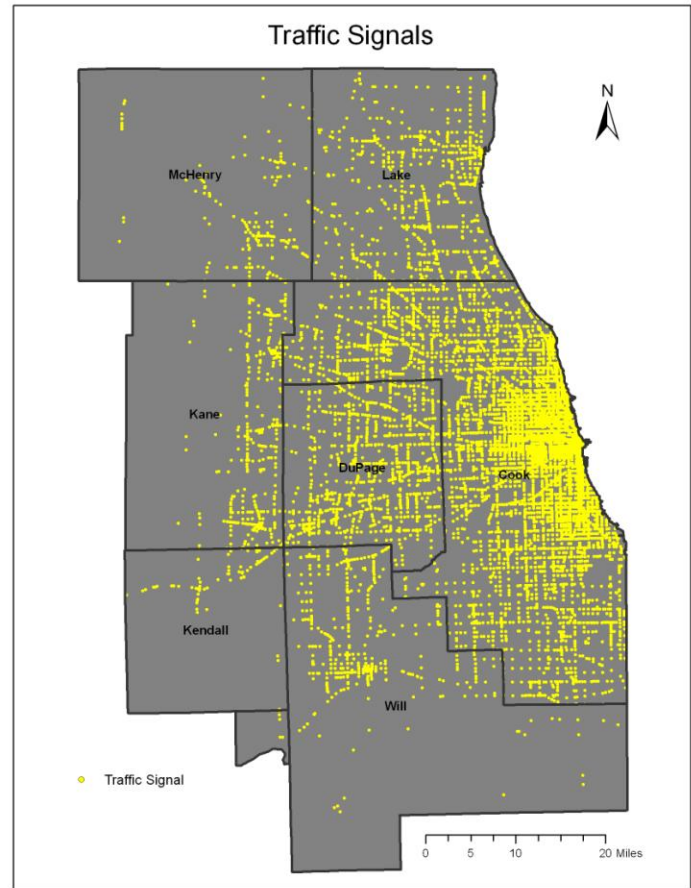 Traffic Signals
N
McHenry
Lake
Kane
DuPage
Cook
Kendall
Will
Traffic Signal
0 5 10 20 Miles